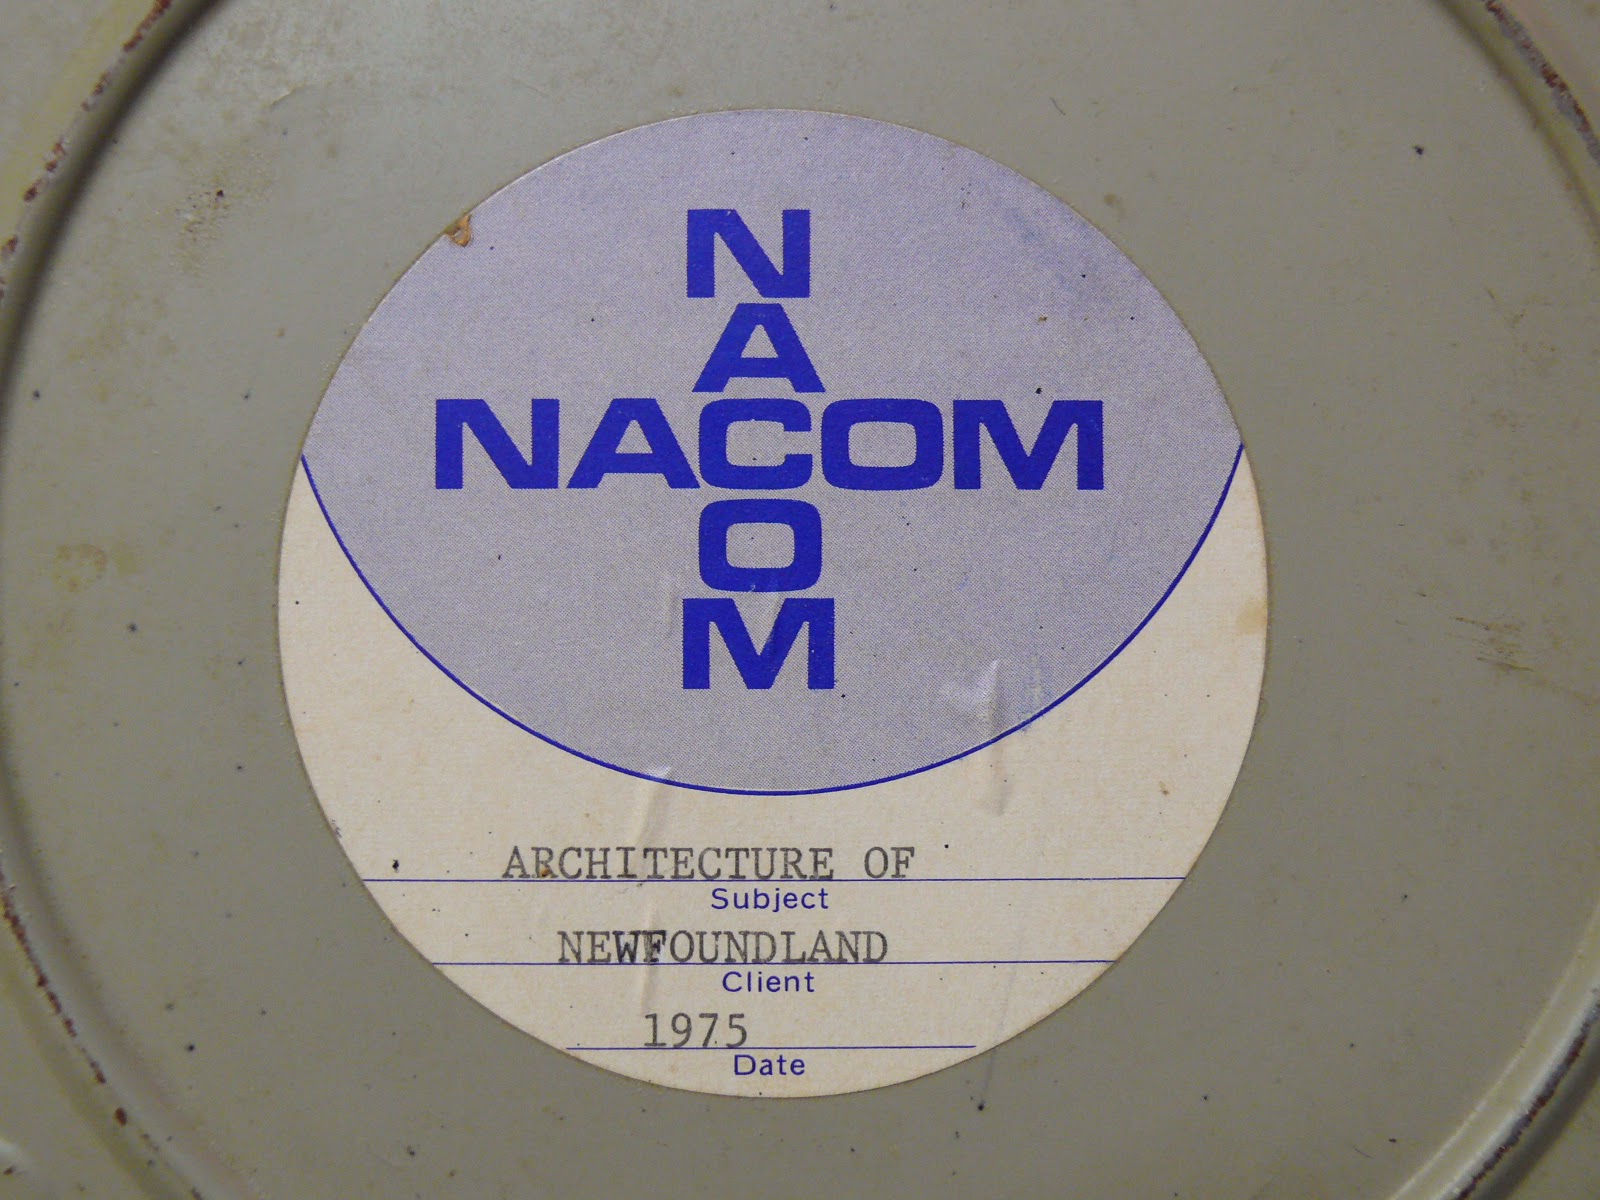 N
A
NACOM
O
M
ARCHITECTURE OF
Subject
NEWFOUNDLAND
Client
1975
Date